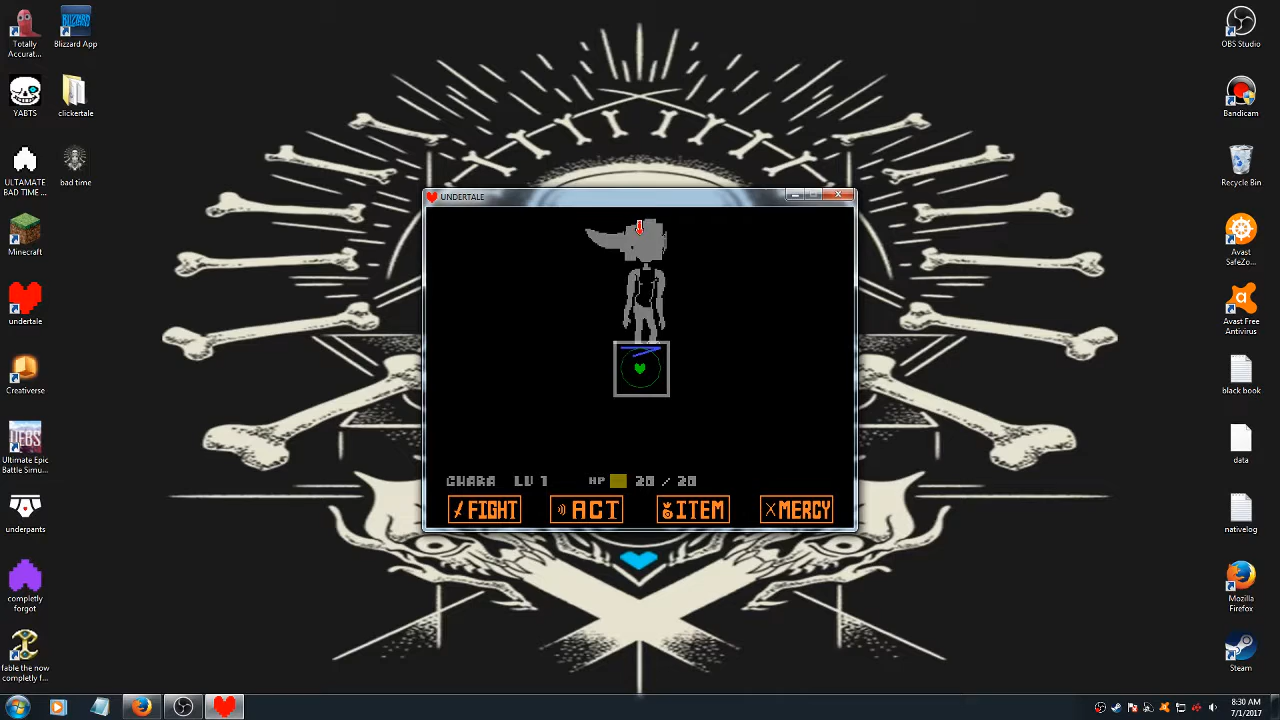 Totally
Accurat...
Blizzard App
YABTS
clickertale
ULTAMATE
BAD TIME...
bad time
Minecraft
undertale
Creativerse
UEBS
Ultimate Epic
Battle Simu...
underpants
completly
forgot
fable the now
completly f...
UNDERTALE
CHARA LV 1 HP 20 / 20
FIGHT
ACT
ITEM
MERCY
OBS Studio
Bandicam
Recycle Bin
Avast
SafeZo...
Avast Free
Antivirus
black book
data
nativelog
Mozilla
Firefox
Steam
8:30 AM
7/1/2017